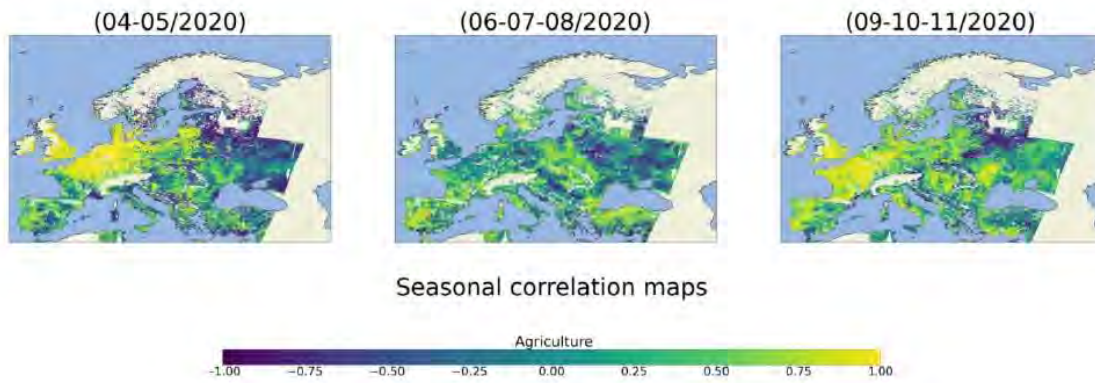 (04-05/2020) (06-07-08/2020) (09-10-11/2020)
Seasonal correlation maps
Agriculture
-1.00 −0.75 −0.50 −0.25 0.00 0.25 0.50 0.75 1.00